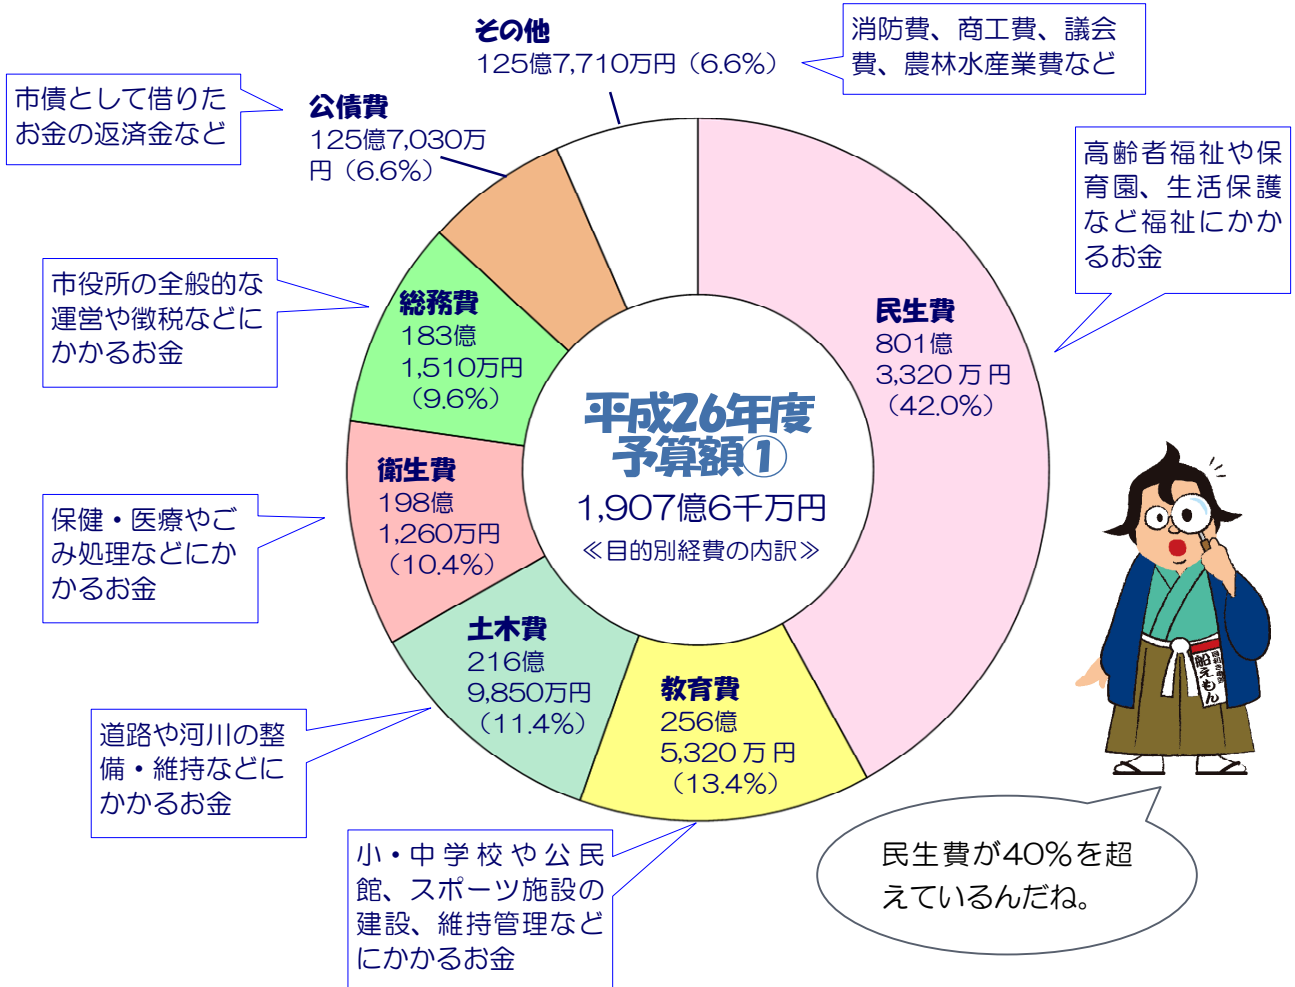 その他
125億7,710万円（6.6%）
消防費、商工費、議会
費、農林水産業費など
市債として借りた
お金の返済金など
公債費
125億7,030万
円（6.6%）
高齢者福祉や保
育園、生活保護
など福祉にかか
るお金
市役所の全般的な
運営や徴税などに
かかるお金
総務費
183億
1,510万円
（9.6%）
民生費
801億
3,320万円
（42.0%）
平成26年度
予算額①
1,907億6千万円
≪目的別経費の内訳≫
衛生費
198億
1,260万円
（10.4%）
保健・医療やご
み処理などにか
かるお金
土木費
216億
9,850万円
（11.4%）
教育費
256億
5,320万円
（13.4%）
道路や河川の整
備・維持などに
かかるお金
小・中学校や公民
館、スポーツ施設の
建設、維持管理など
にかかるお金
船えもん
民生費が40%を超
えているんだね。